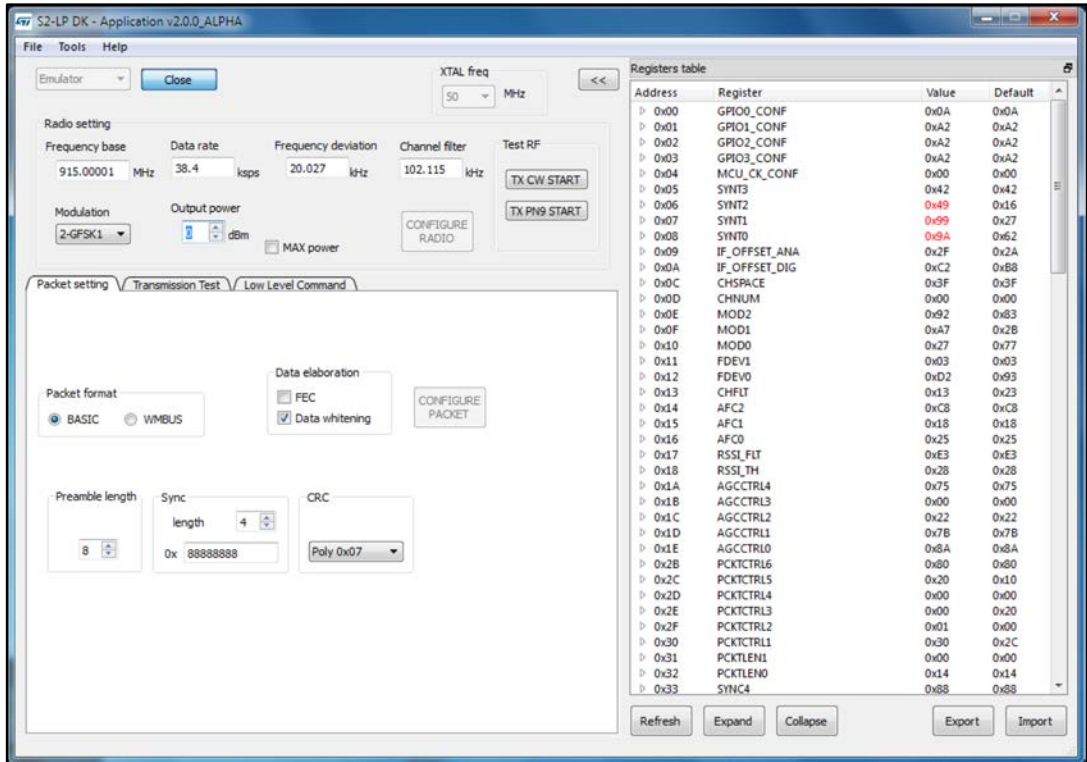 S2-LP DK - Application v2.0.0_ALPHA
File Tools Help
Emulator
Close
XTAL freq
50 MHz
<<
Radio setting
Frequency base Data rate Frequency deviation Channel filter Test RF
915.00001 MHz 38.4 ksps 20.027 kHz 102.115 kHz
TX CW START
Modulation Output power
TX PN9 START
2-GFSK1
0 dBm
MAX power
CONFIGURE
RADIO
Packet setting Transmission Test Low Level Command
Packet format
BASIC WMBUS
Data elaboration
FEC
Data whitening
CONFIGURE
PACKET
Preamble length
8
Sync
length 4
0x 88888888
CRC
Poly 0x07
Registers table
Address Register Value Default
0x00 GPIO0_CONF 0x0A 0x0A
0x01 GPIO1_CONF 0xA2 0xA2
0x02 GPIO2_CONF 0xA2 0xA2
0x03 GPIO3_CONF 0xA2 0xA2
0x04 MCU_CK_CONF 0x00 0x00
0x05 SYNT3 0x42 0x42
0x06 SYNT2 0x49 0x16
0x07 SYNT1 0x99 0x27
0x08 SYNT0 0x9A 0x62
0x09 IF_OFFSET_ANA 0x2F 0x2A
0x0A IF_OFFSET_DIG 0xC2 0xB8
0x0C CHSPACE 0x3F 0x3F
0x0D CHNUM 0x00 0x00
0x0E MOD2 0x92 0x83
0x0F MOD1 0xA7 0x2B
0x10 MOD0 0x27 0x77
0x11 FDEV1 0x03 0x03
0x12 FDEV0 0xD2 0x93
0x13 CHFLT 0x13 0x23
0x14 AFC2 0xC8 0xC8
0x15 AFC1 0x18 0x18
0x16 AFC0 0x25 0x25
0x17 RSSI_FLT 0xE3 0xE3
0x18 RSSI_TH 0x28 0x28
0x1A AGCCTRL4 0x75 0x75
0x1B AGCCTRL3 0x00 0x00
0x1C AGCCTRL2 0x22 0x22
0x1D AGCCTRL1 0x7B 0x7B
0x1E AGCCTRL0 0x8A 0x8A
0x2B PCKTCTRL6 0x80 0x80
0x2C PCKTCTRL5 0x20 0x10
0x2D PCKTCTRL4 0x00 0x00
0x2E PCKTCTRL3 0x00 0x20
0x2F PCKTCTRL2 0x01 0x00
0x30 PCKTCTRL1 0x30 0x2C
0x31 PCKTLEN1 0x00 0x00
0x32 PCKTLEN0 0x14 0x14
0x33 SYNC4 0x88 0x88
Refresh Expand Collapse Export Import